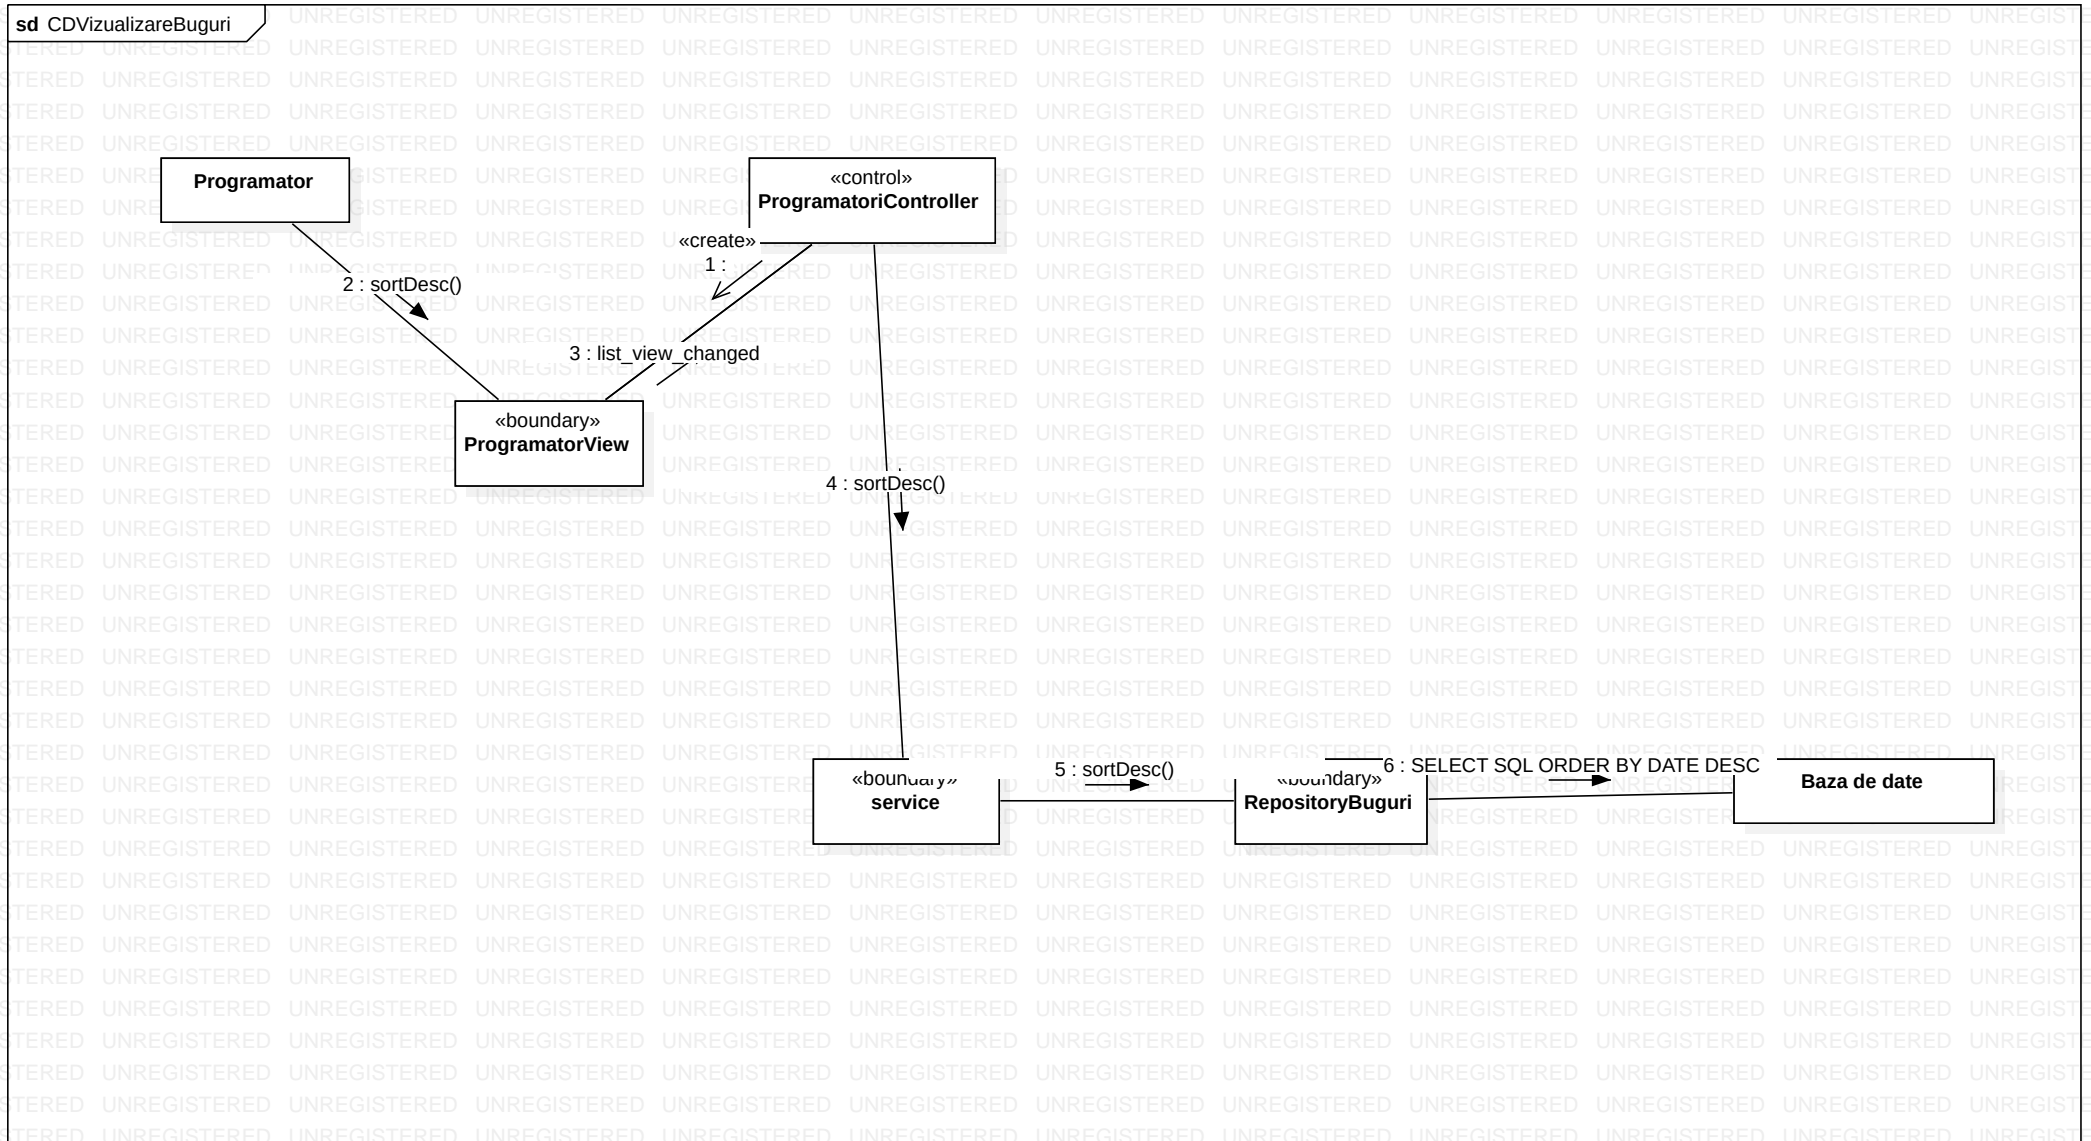 sd CDVizualizareBuguri
Programator
«control»
ProgramatoriController
«create»
1 :
2 : sortDesc()
3 : list_view_changed
«boundary»
ProgramatorView
4 : sortDesc()
«boundary»
service
5 : sortDesc()
«boundary»
RepositoryBuguri
6 : SELECT SQL ORDER BY DATE DESC
Baza de date
UNREGISTERED